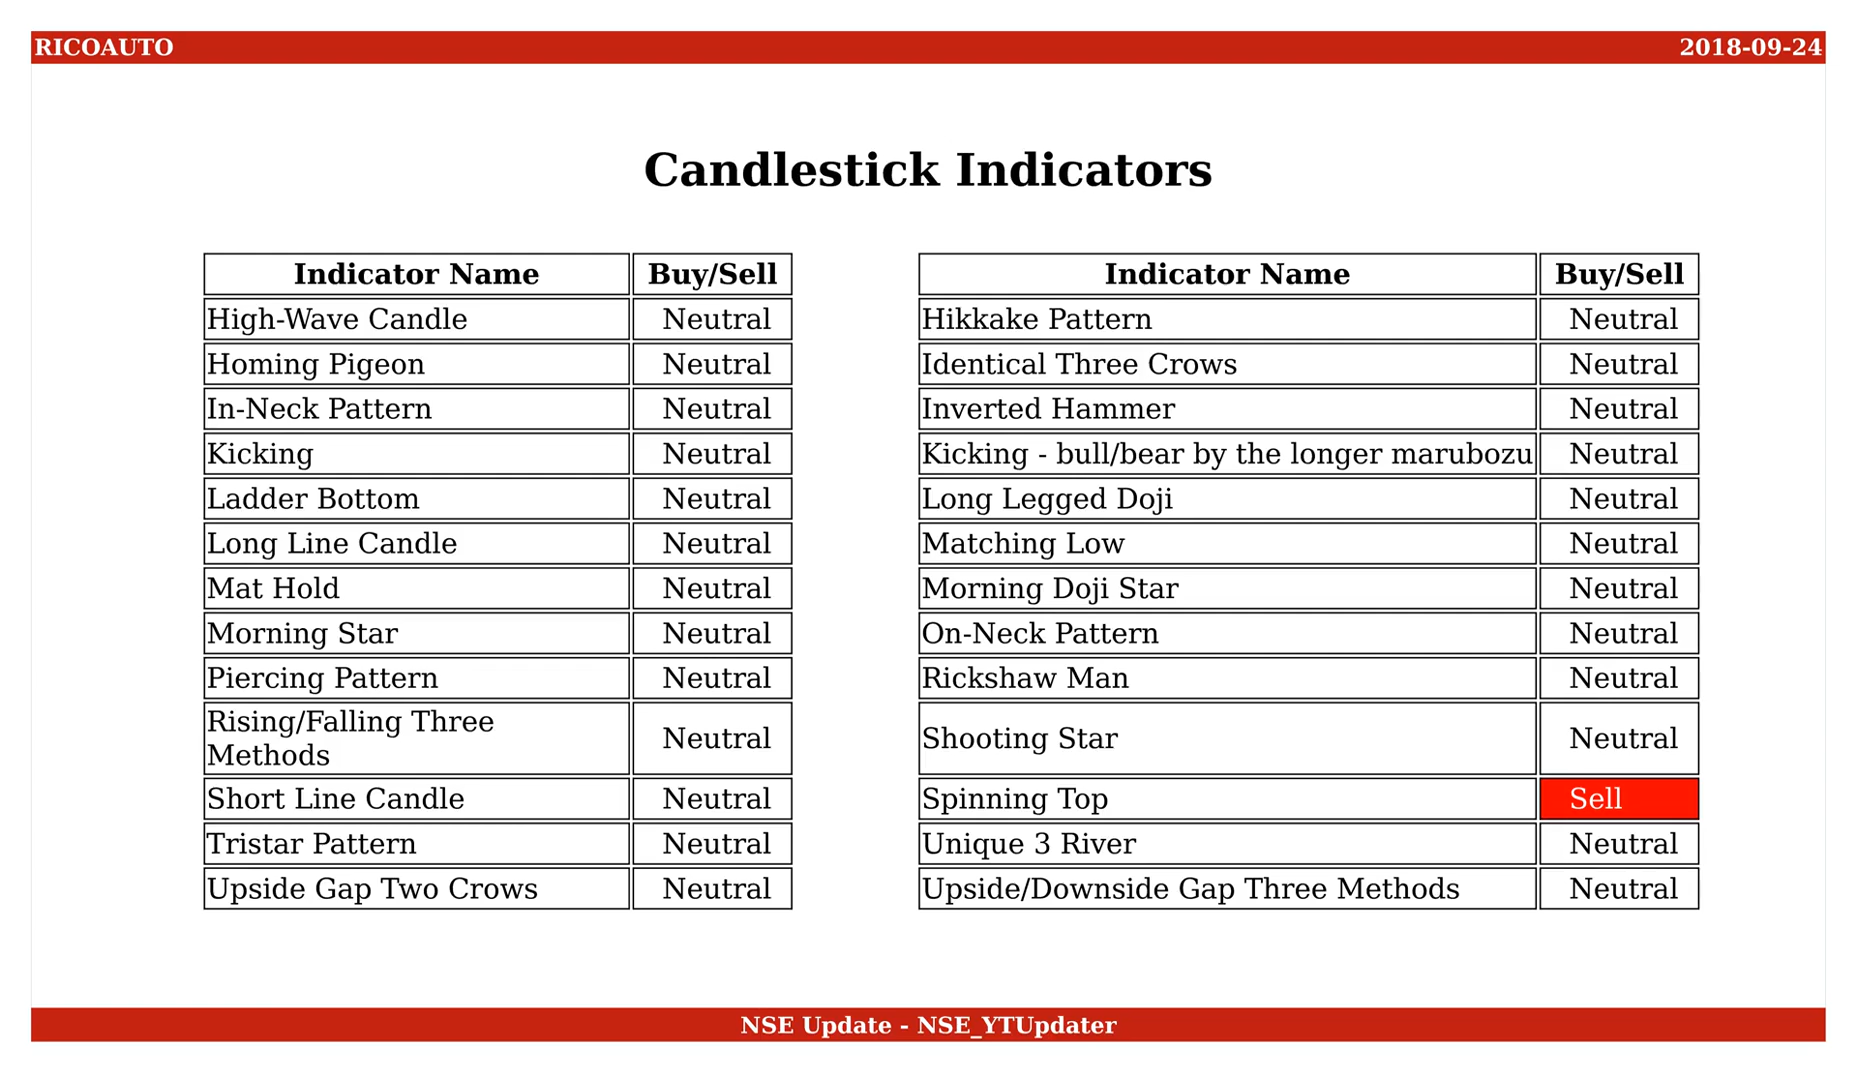 RICOAUTO 2018-09-24
Candlestick Indicators
Indicator Name Buy/Sell
High-Wave Candle Neutral
Homing Pigeon Neutral
In-Neck Pattern Neutral
Kicking Neutral
Ladder Bottom Neutral
Long Line Candle Neutral
Mat Hold Neutral
Morning Star Neutral
Piercing Pattern Neutral
Rising/Falling Three
Methods Neutral
Short Line Candle Neutral
Tristar Pattern Neutral
Upside Gap Two Crows Neutral
Indicator Name Buy/Sell
Hikkake Pattern Neutral
Identical Three Crows Neutral
Inverted Hammer Neutral
Kicking - bull/bear by the longer marubozu Neutral
Long Legged Doji Neutral
Matching Low Neutral
Morning Doji Star Neutral
On-Neck Pattern Neutral
Rickshaw Man Neutral
Shooting Star Neutral
Spinning Top Sell
Unique 3 River Neutral
Upside/Downside Gap Three Methods Neutral
NSE Update - NSE_YTUpdater